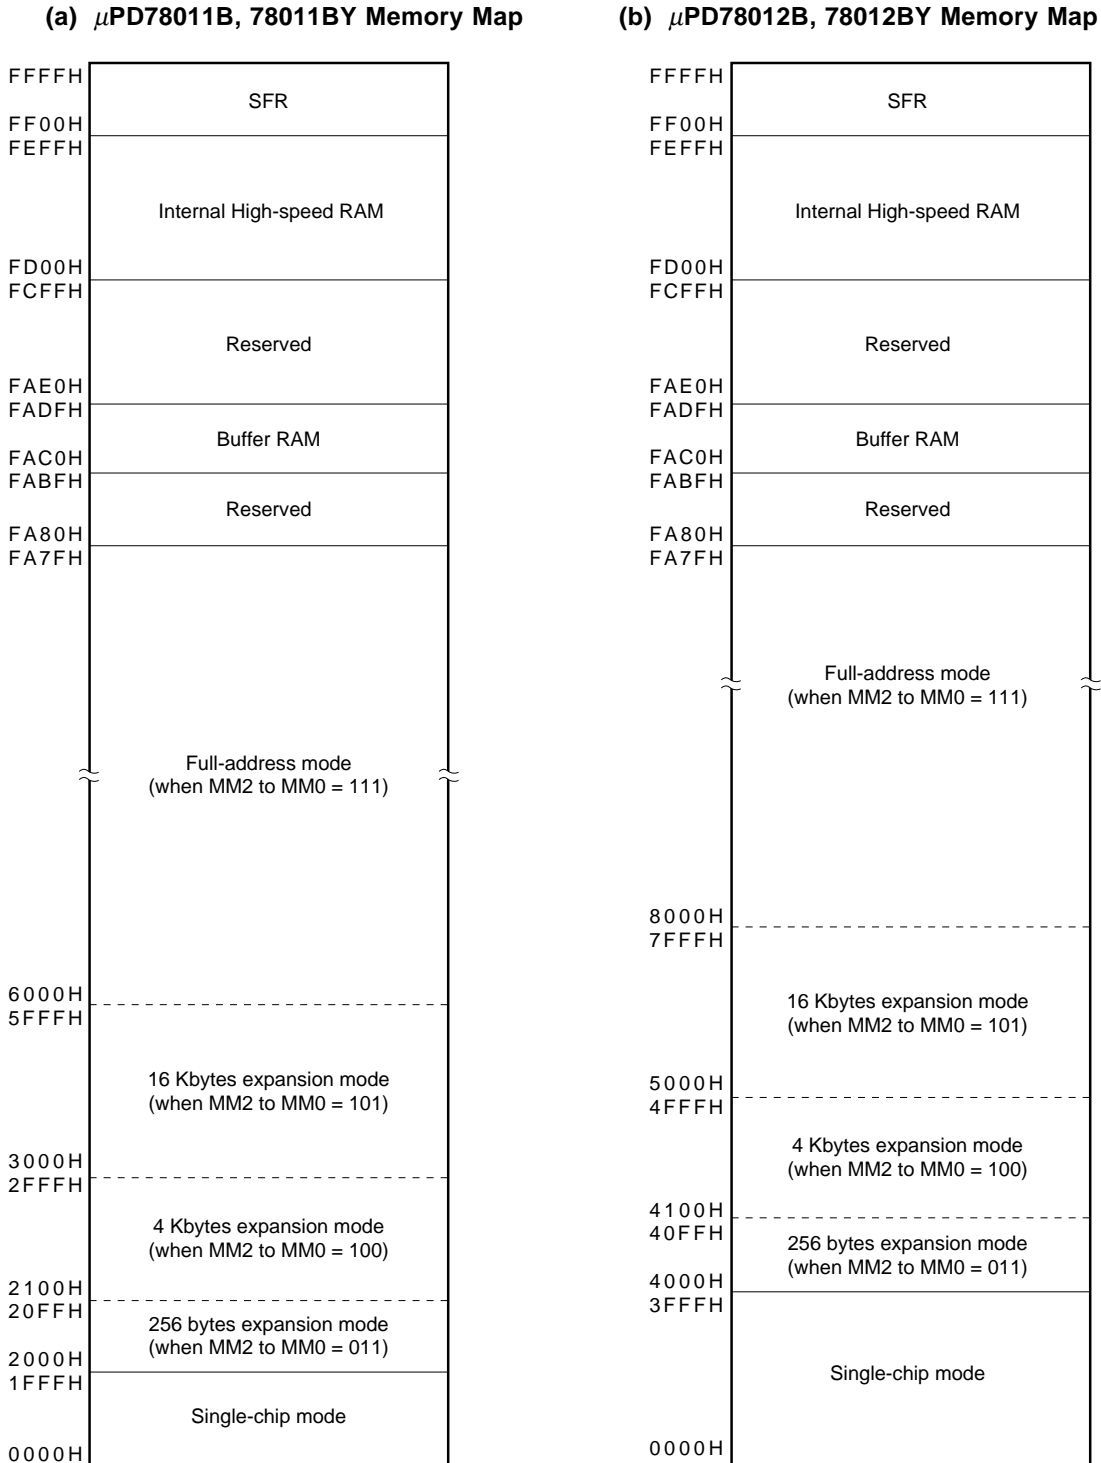 (a) μPD78011B, 78011BY Memory Map
FFFFH
SFR
FF00H
FEFFH
Internal High-speed RAM
FD00H
FCFFH
Reserved
FAE0H
FADFH
Buffer RAM
FAC0H
FABFH
Reserved
FA80H
FA7FH
Full-address mode
(when MM2 to MM0 = 111)
6000H
5FFFH
16 Kbytes expansion mode
(when MM2 to MM0 = 101)
3000H
2FFFH
4 Kbytes expansion mode
(when MM2 to MM0 = 100)
2100H
20FFH
256 bytes expansion mode
(when MM2 to MM0 = 011)
2000H
1FFFH
Single-chip mode
0000H
(b) μPD78012B, 78012BY Memory Map
FFFFH
SFR
FF00H
FEFFH
Internal High-speed RAM
FD00H
FCFFH
Reserved
FAE0H
FADFH
Buffer RAM
FAC0H
FABFH
Reserved
FA80H
FA7FH
Full-address mode
(when MM2 to MM0 = 111)
8000H
7FFFH
16 Kbytes expansion mode
(when MM2 to MM0 = 101)
5000H
4FFFH
4 Kbytes expansion mode
(when MM2 to MM0 = 100)
4100H
40FFH
256 bytes expansion mode
(when MM2 to MM0 = 011)
4000H
3FFFH
Single-chip mode
0000H